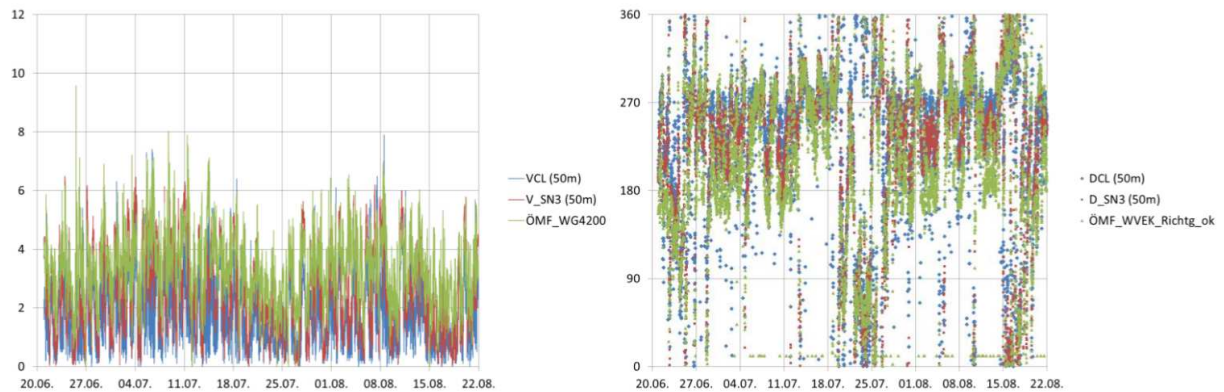 12
10
8
6
4
2
0
20.06. 27.06. 04.07. 11.07. 18.07. 25.07. 01.08. 08.08. 15.08. 22.08.
VCL (50m)
V_SN3 (50m)
ÖMF_WG4200
360
270
180
90
0
20.06. 27.06. 04.07. 11.07. 18.07. 25.07. 01.08. 08.08. 15.08. 22.08.
DCL (50m)
D_SN3 (50m)
ÖMF_WVEK_Richtg_ok